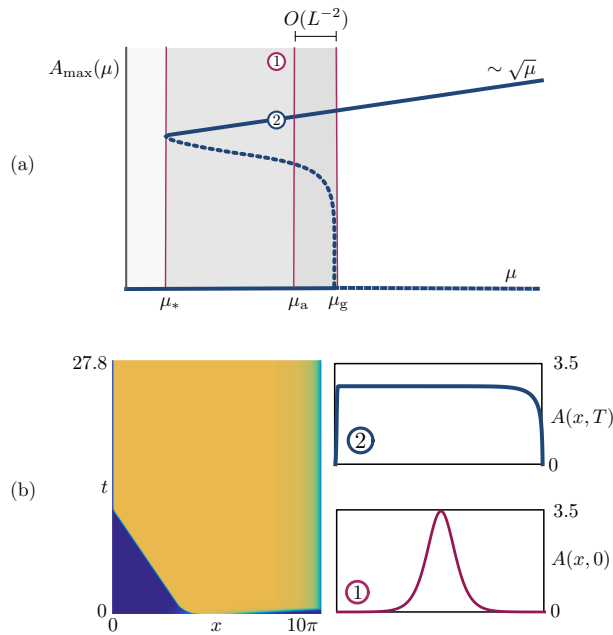 O(L⁻²)
A_max(μ)
①
∼ √μ
②
(a)
μ
μ_* μ_a μ_g
27.8
3.5
A(x, T)
②
0
(b)
t
3.5
A(x, 0)
①
0
0 x 10π